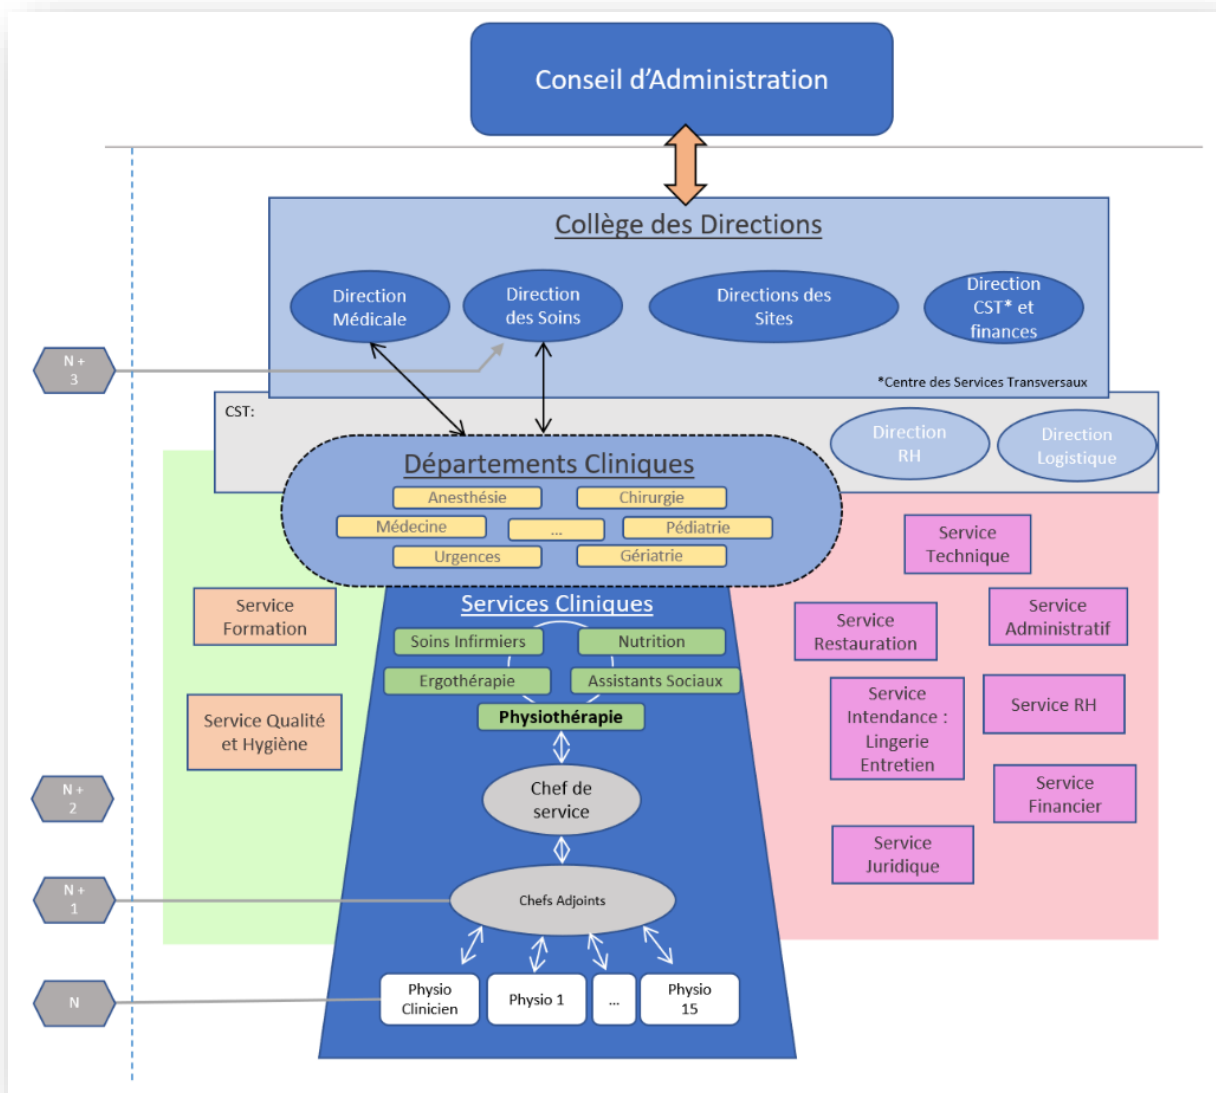 Conseil d'Administration
Collège des Directions
Direction
Médicale
Direction
des Soins
Directions des
Sites
Direction
CST* et
finances
N +
3
*Centre des Services Transversaux
CST:
Direction
RH
Direction
Logistique
Départements Cliniques
Anesthésie
Chirurgie
Médecine
...
Pédiatrie
Urgences
Gériatrie
Service
Technique
Service
Formation
Services Cliniques
Service
Restauration
Service
Administratif
Soins Infirmiers
Nutrition
Ergothérapie
Assistants Sociaux
Physiothérapie
Service Qualité
et Hygiène
Service
Intendance :
Lingerie
Entretien
Service RH
N +
2
Chef de
service
Service
Financier
Service
Juridique
N +
1
Chefs Adjoints
N
Physio
Clinicien
Physio 1
...
Physio
15